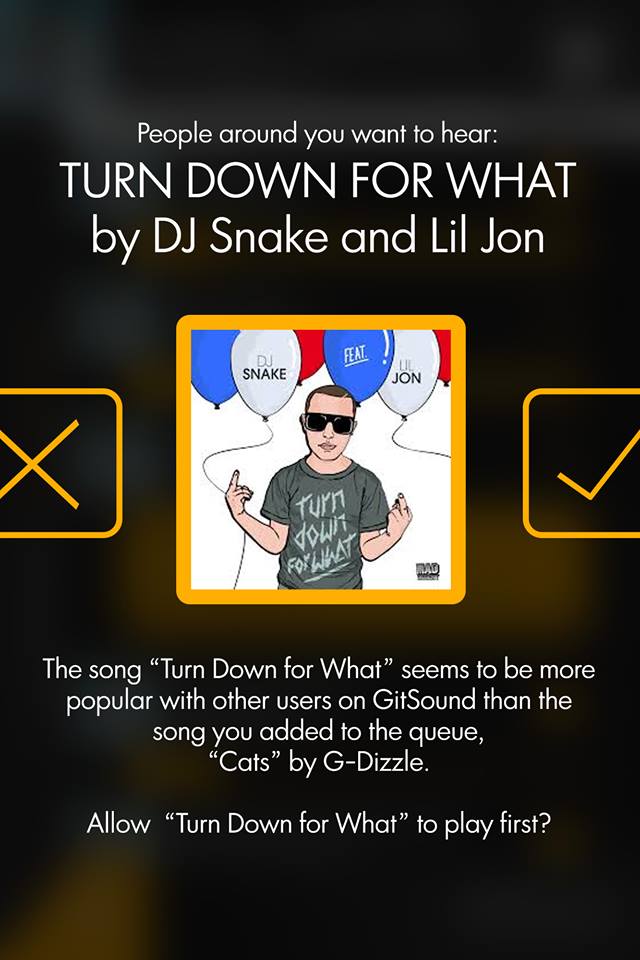 People around you want to hear:
TURN DOWN FOR WHAT
by DJ Snake and Lil Jon
DJ
SNAKE
FEAT.
LIL
JON
turn
down
FOR WHAT
MAD
The song “Turn Down for What” seems to be more
popular with other users on GitSound than the
song you added to the queue,
“Cats” by G-Dizzle.
Allow “Turn Down for What” to play first?